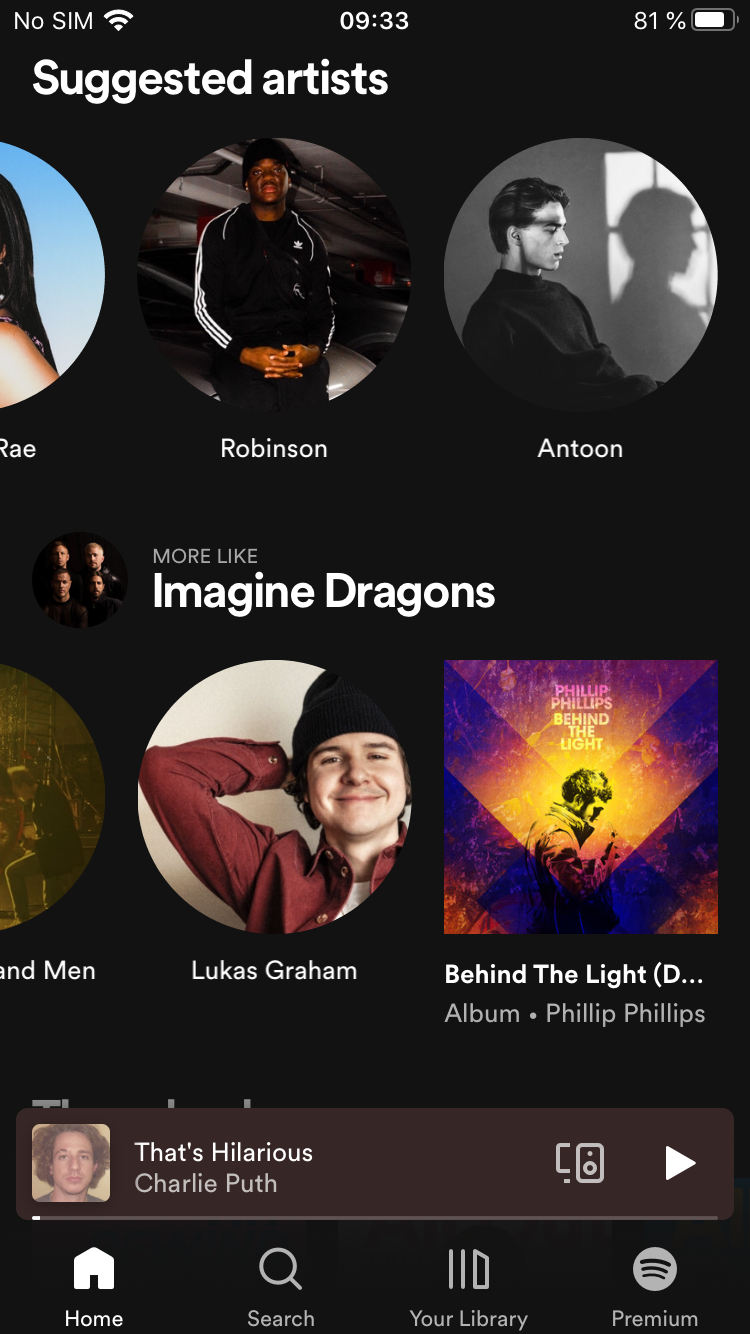 No SIM 09:33 81 %
Suggested artists
Rae Robinson Antoon
MORE LIKE
Imagine Dragons
PHILLIP
PHILLIPS
BEHIND
THE
LIGHT
and Men Lukas Graham
Behind The Light (D...
Album • Phillip Phillips
That's Hilarious
Charlie Puth
Home Search Your Library Premium